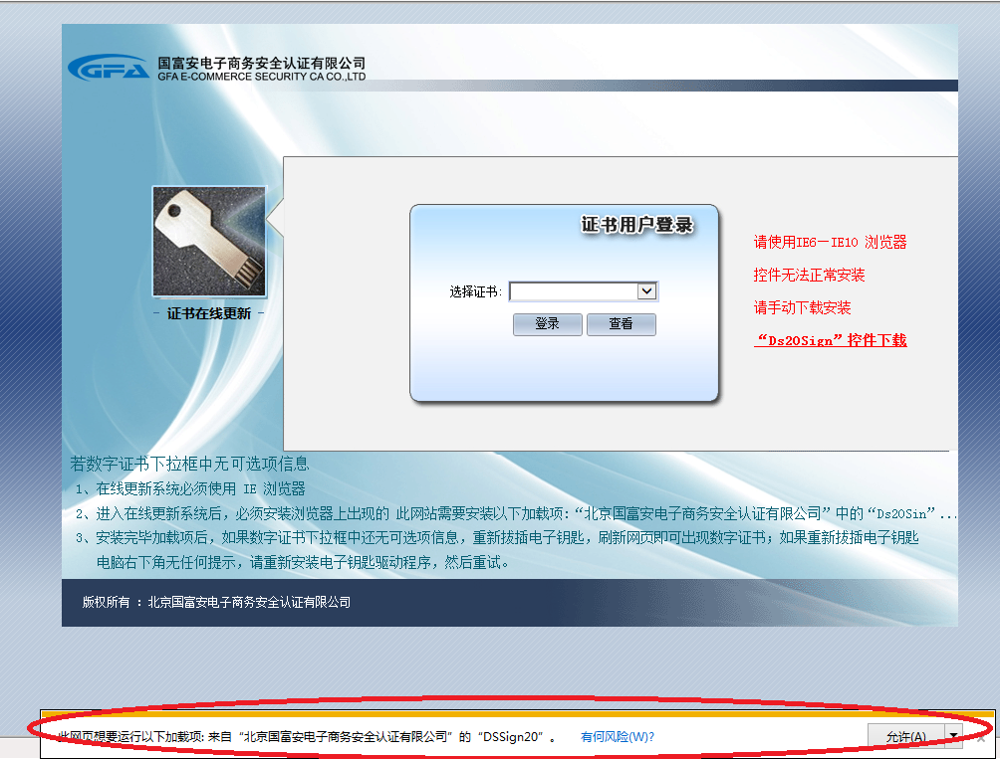 GFA 国富安电子商务安全认证有限公司
GFA E-COMMERCE SECURITY CA CO.,LTD
证书用户登录
选择证书:
登录 查看
请使用IE6—IE10 浏览器
控件无法正常安装
请手动下载安装
“Ds20Sign”控件下载
- 证书在线更新 -
若数字证书下拉框中无可选项信息
1、在线更新系统必须使用 IE 浏览器
2、进入在线更新系统后，必须安装浏览器上出现的 此网站需要安装以下加载项:“北京国富安电子商务安全认证有限公司”中的“Ds20Sin”...
3、安装完毕加载项后，如果数字证书下拉框中还无可选项信息，重新拔插电子钥匙，刷新网页即可出现数字证书；如果重新拔插电子钥匙
电脑右下角无任何提示，请重新安装电子钥匙驱动程序，然后重试。
版权所有 ：北京国富安电子商务安全认证有限公司
此网页想要运行以下加载项: 来自“北京国富安电子商务安全认证有限公司”的“DSSign20”。 有何风险(W)? 允许(A)